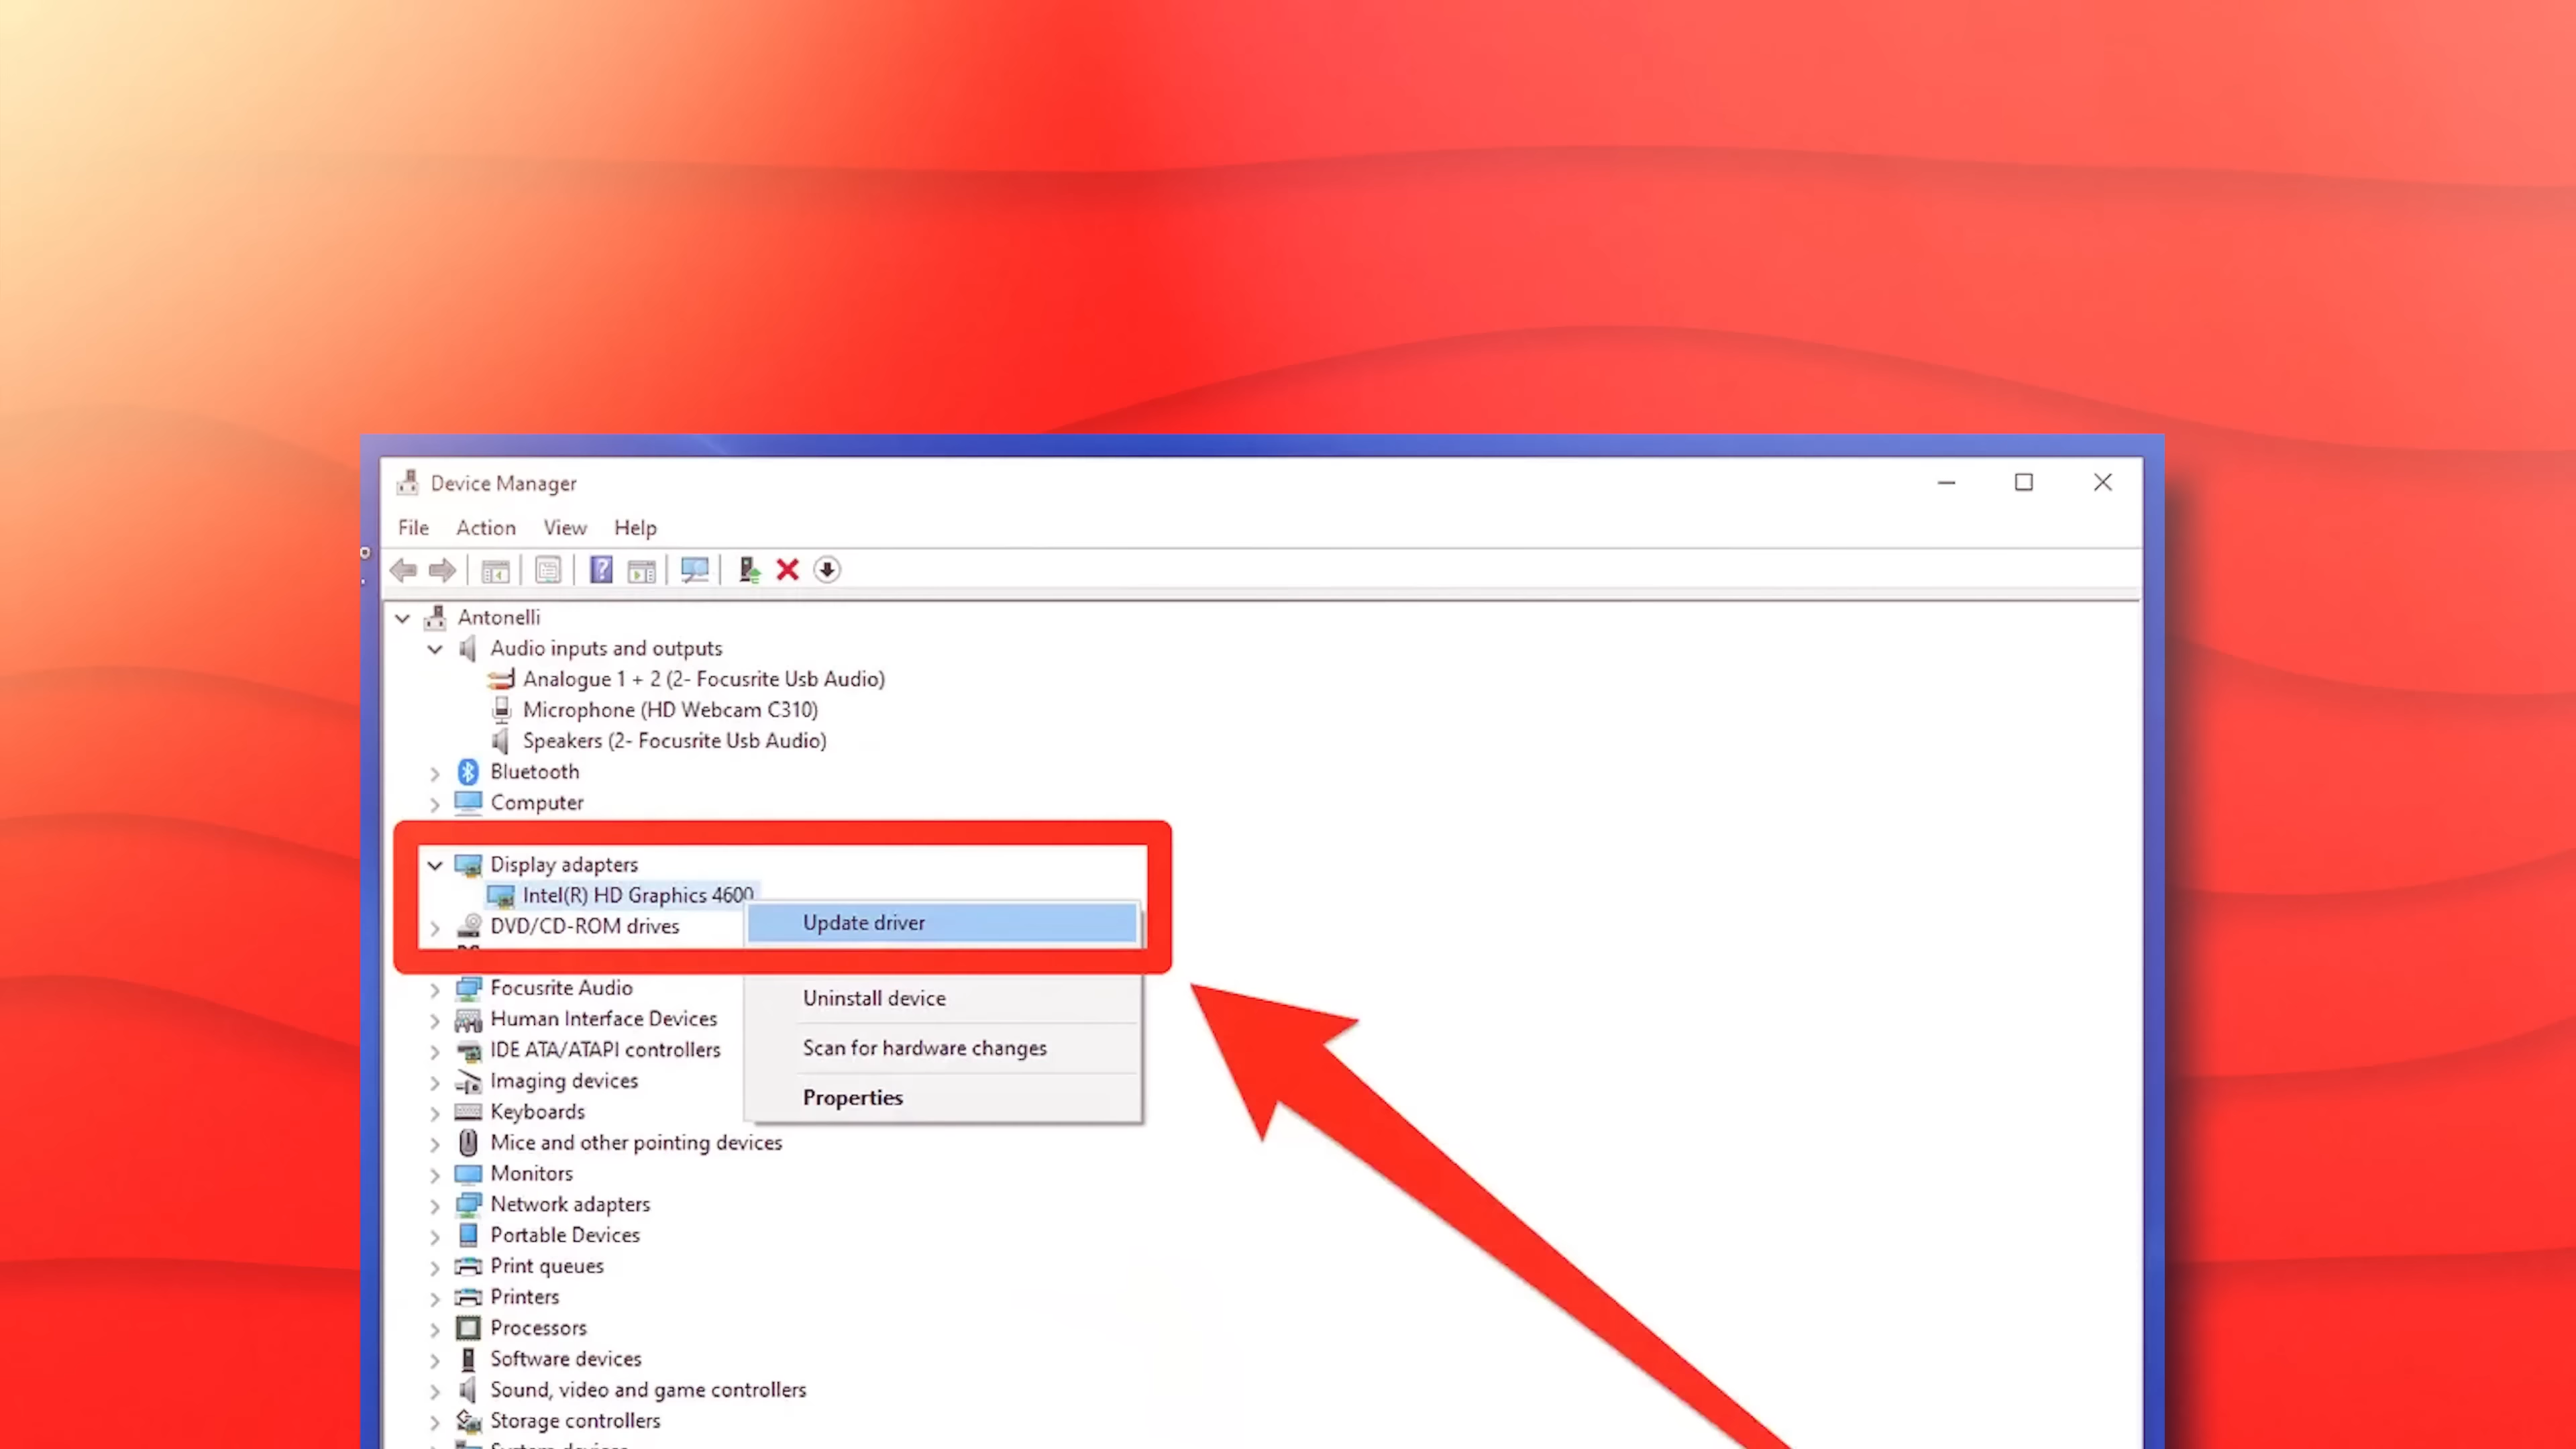 Device Manager
File Action View Help
Antonelli
Audio inputs and outputs
Analogue 1 + 2 (2- Focusrite Usb Audio)
Microphone (HD Webcam C310)
Speakers (2- Focusrite Usb Audio)
Bluetooth
Computer
Display adapters
Intel(R) HD Graphics 4600
Update driver
DVD/CD-ROM drives
Focusrite Audio
Uninstall device
Human Interface Devices
Scan for hardware changes
IDE ATA/ATAPI controllers
Imaging devices
Properties
Keyboards
Mice and other pointing devices
Monitors
Network adapters
Portable Devices
Print queues
Printers
Processors
Software devices
Sound, video and game controllers
Storage controllers